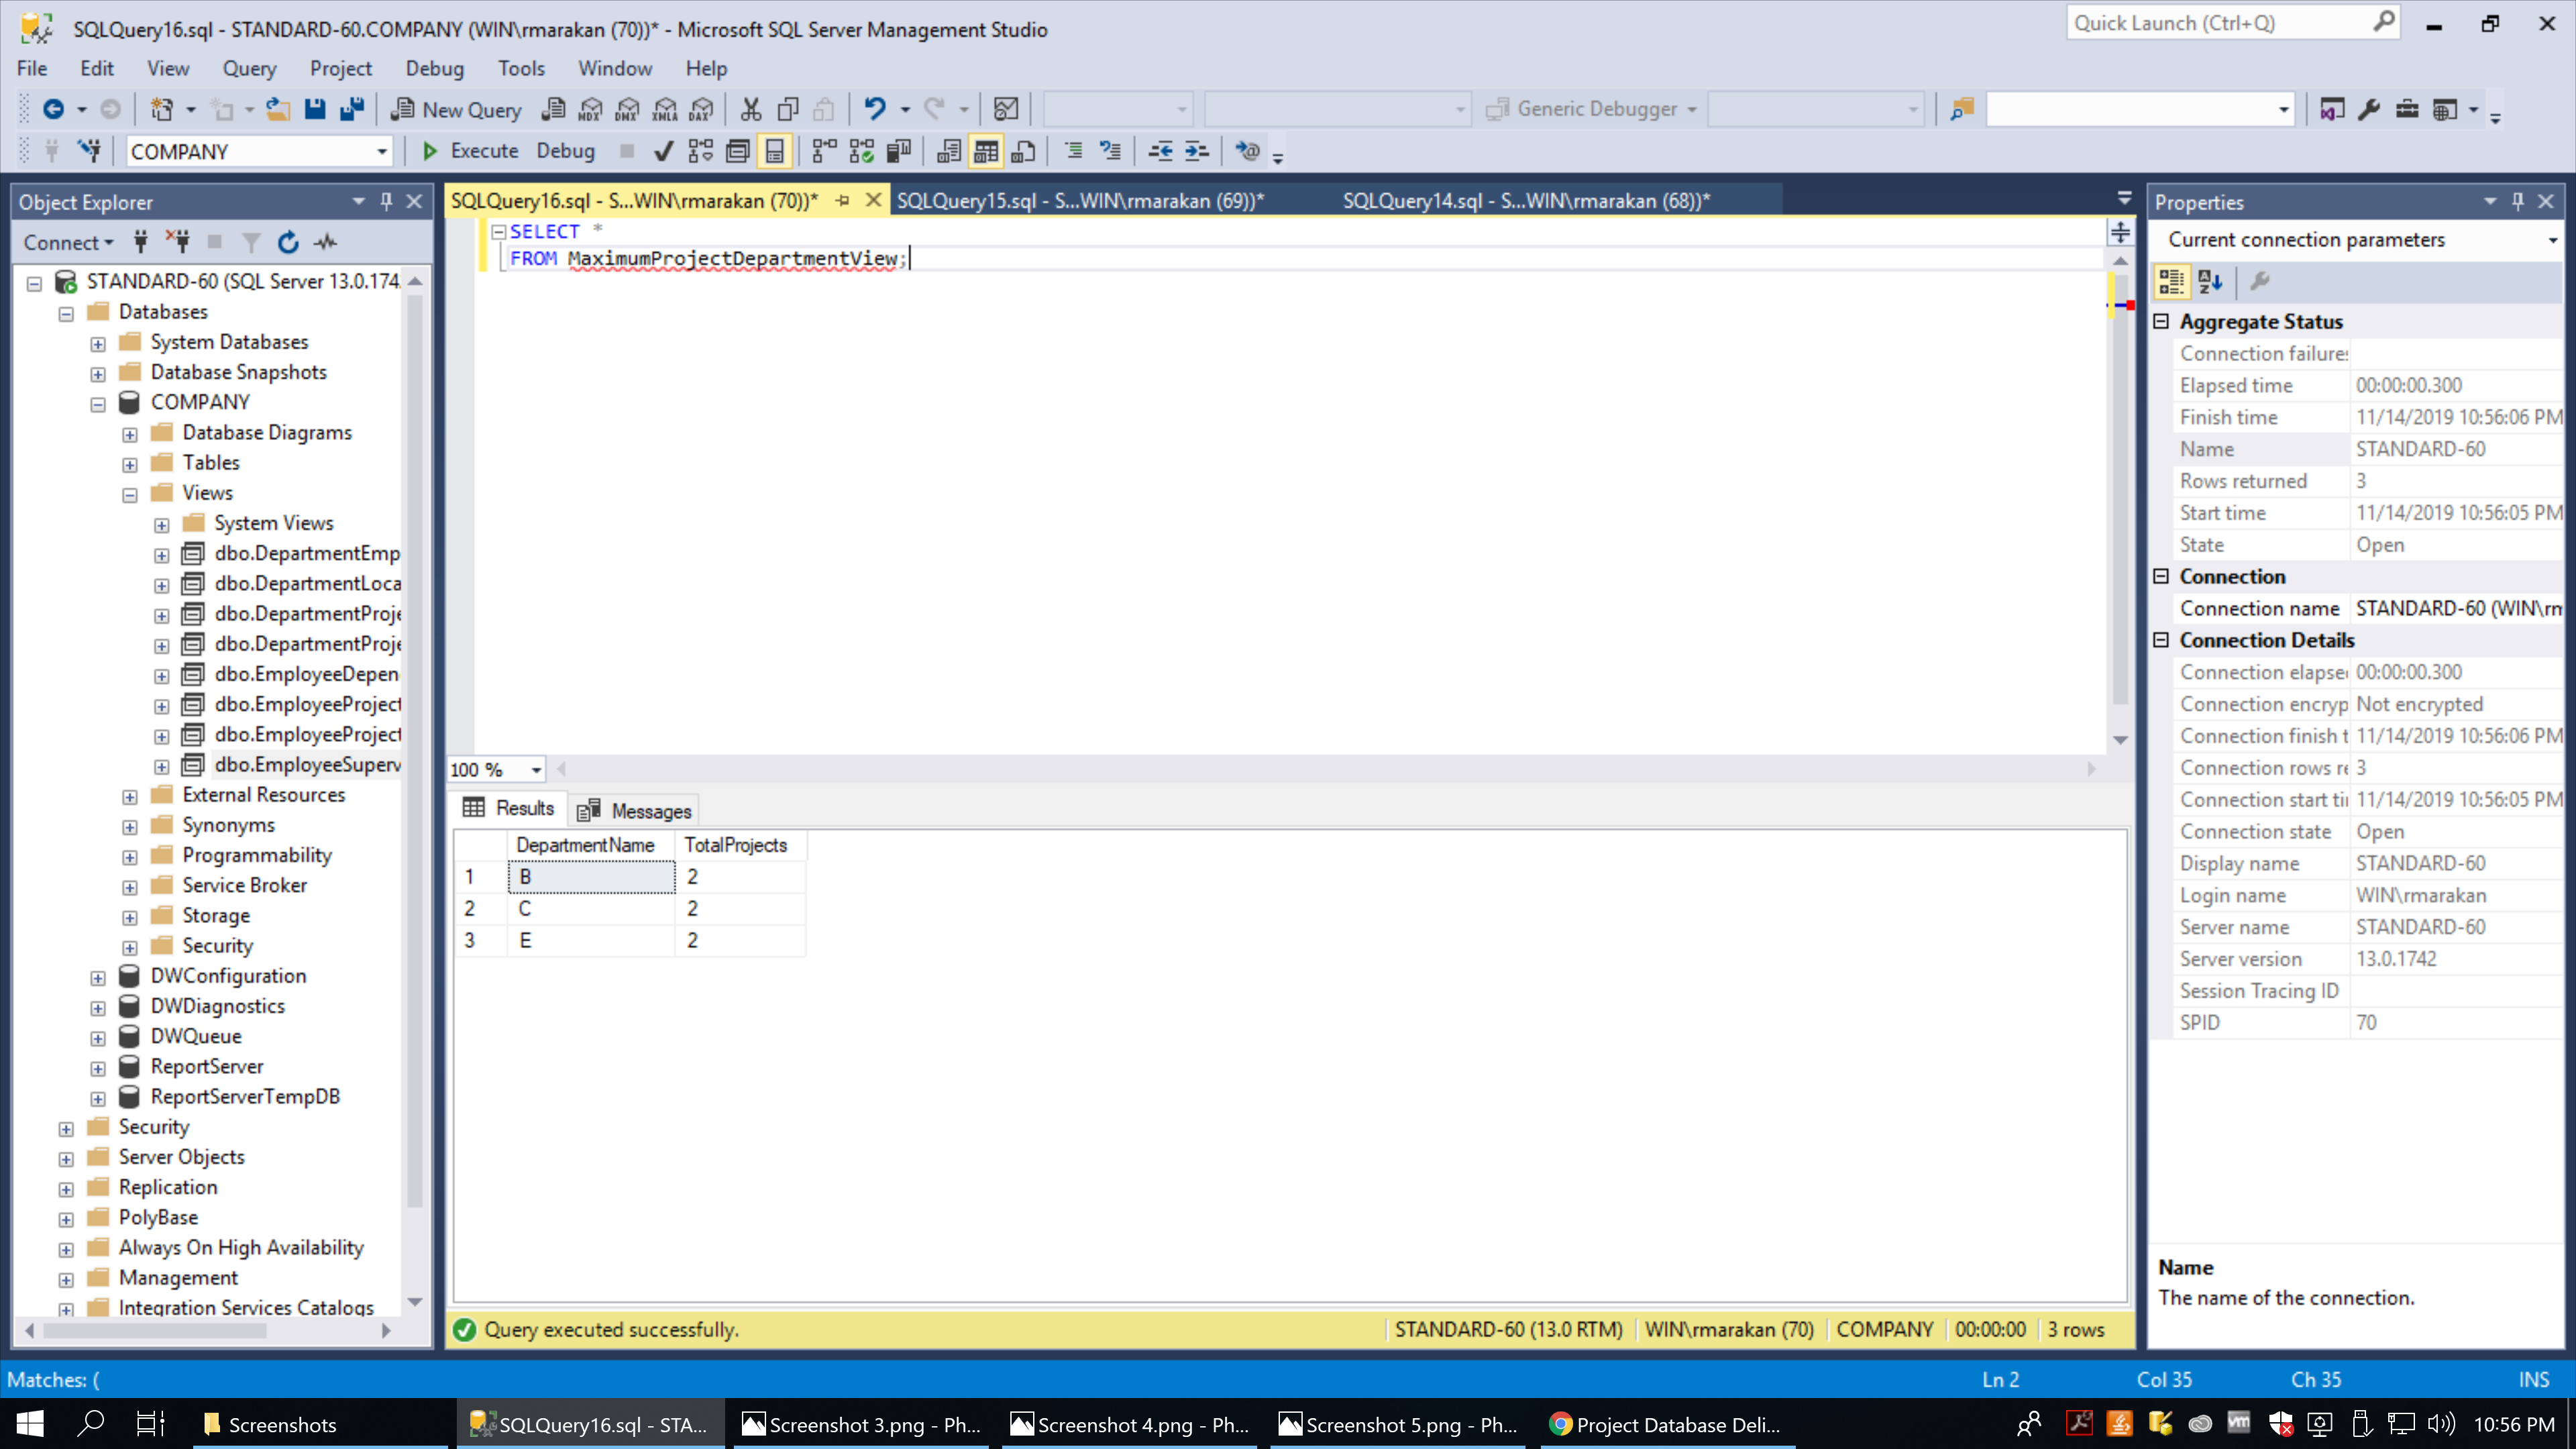 SQLQuery16.sql - STANDARD-60.COMPANY (WIN\rmarakan (70))* - Microsoft SQL Server Management Studio
Quick Launch (Ctrl+Q)
File Edit View Query Project Debug Tools Window Help
New Query MDX DMX XMLA DAX Generic Debugger
COMPANY Execute Debug
Object Explorer
Connect
STANDARD-60 (SQL Server 13.0.174
Databases
System Databases
Database Snapshots
COMPANY
Database Diagrams
Tables
Views
System Views
dbo.DepartmentEmp
dbo.DepartmentLoca
dbo.DepartmentProje
dbo.DepartmentProje
dbo.EmployeeDepen
dbo.EmployeeProject
dbo.EmployeeProject
dbo.EmployeeSuperv
External Resources
Synonyms
Programmability
Service Broker
Storage
Security
DWConfiguration
DWDiagnostics
DWQueue
ReportServer
ReportServerTempDB
Security
Server Objects
Replication
PolyBase
Always On High Availability
Management
Integration Services Catalogs
SQLQuery16.sql - S...WIN\rmarakan (70))* SQLQuery15.sql - S...WIN\rmarakan (69))* SQLQuery14.sql - S...WIN\rmarakan (68))*
SELECT *
FROM MaximumProjectDepartmentView;
100 %
Results Messages
DepartmentName TotalProjects
1 B 2
2 C 2
3 E 2
Query executed successfully. STANDARD-60 (13.0 RTM) WIN\rmarakan (70) COMPANY 00:00:00 3 rows
Properties
Current connection parameters
Aggregate Status
Connection failures
Elapsed time 00:00:00.300
Finish time 11/14/2019 10:56:06 PM
Name STANDARD-60
Rows returned 3
Start time 11/14/2019 10:56:05 PM
State Open
Connection
Connection name STANDARD-60 (WIN\rm
Connection Details
Connection elapse 00:00:00.300
Connection encryp Not encrypted
Connection finish t 11/14/2019 10:56:06 PM
Connection rows re 3
Connection start tii 11/14/2019 10:56:05 PM
Connection state Open
Display name STANDARD-60
Login name WIN\rmarakan
Server name STANDARD-60
Server version 13.0.1742
Session Tracing ID
SPID 70
Name
The name of the connection.
Matches: ( Ln 2 Col 35 Ch 35 INS
Screenshots SQLQuery16.sql - STA... Screenshot 3.png - Ph... Screenshot 4.png - Ph... Screenshot 5.png - Ph... Project Database Deli... vm 10:56 PM